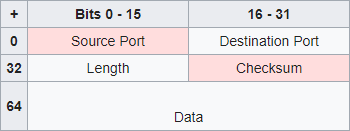 + Bits 0 - 15 16 - 31
0 Source Port Destination Port
32 Length Checksum
64 Data